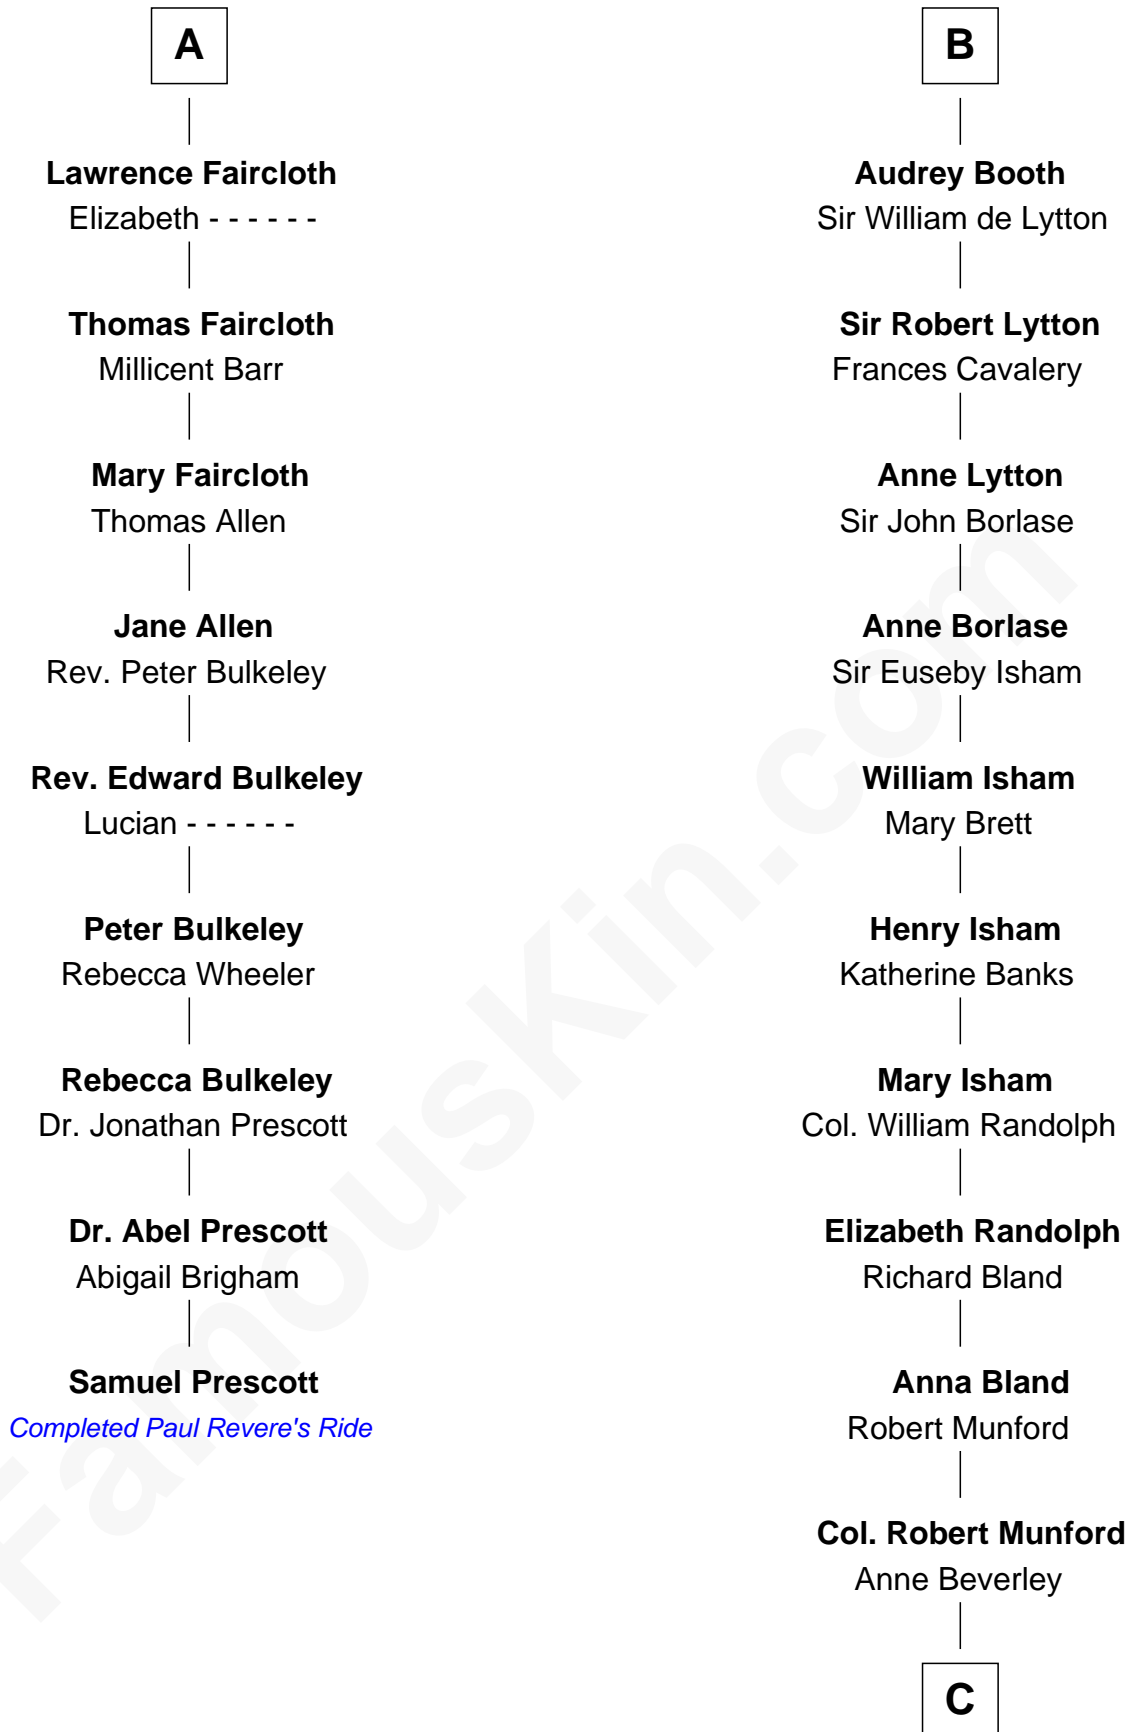 A
Lawrence Faircloth
Elizabeth - - - - - -
Thomas Faircloth
Millicent Barr
Mary Faircloth
Thomas Allen
Jane Allen
Rev. Peter Bulkeley
Rev. Edward Bulkeley
Lucian - - - - - -
Peter Bulkeley
Rebecca Wheeler
Rebecca Bulkeley
Dr. Jonathan Prescott
Dr. Abel Prescott
Abigail Brigham
Samuel Prescott
Completed Paul Revere's Ride
B
Audrey Booth
Sir William de Lytton
Sir Robert Lytton
Frances Cavalery
Anne Lytton
Sir John Borlase
Anne Borlase
Sir Euseby Isham
William Isham
Mary Brett
Henry Isham
Katherine Banks
Mary Isham
Col. William Randolph
Elizabeth Randolph
Richard Bland
Anna Bland
Robert Munford
Col. Robert Munford
Anne Beverley
C
FamousKin.com